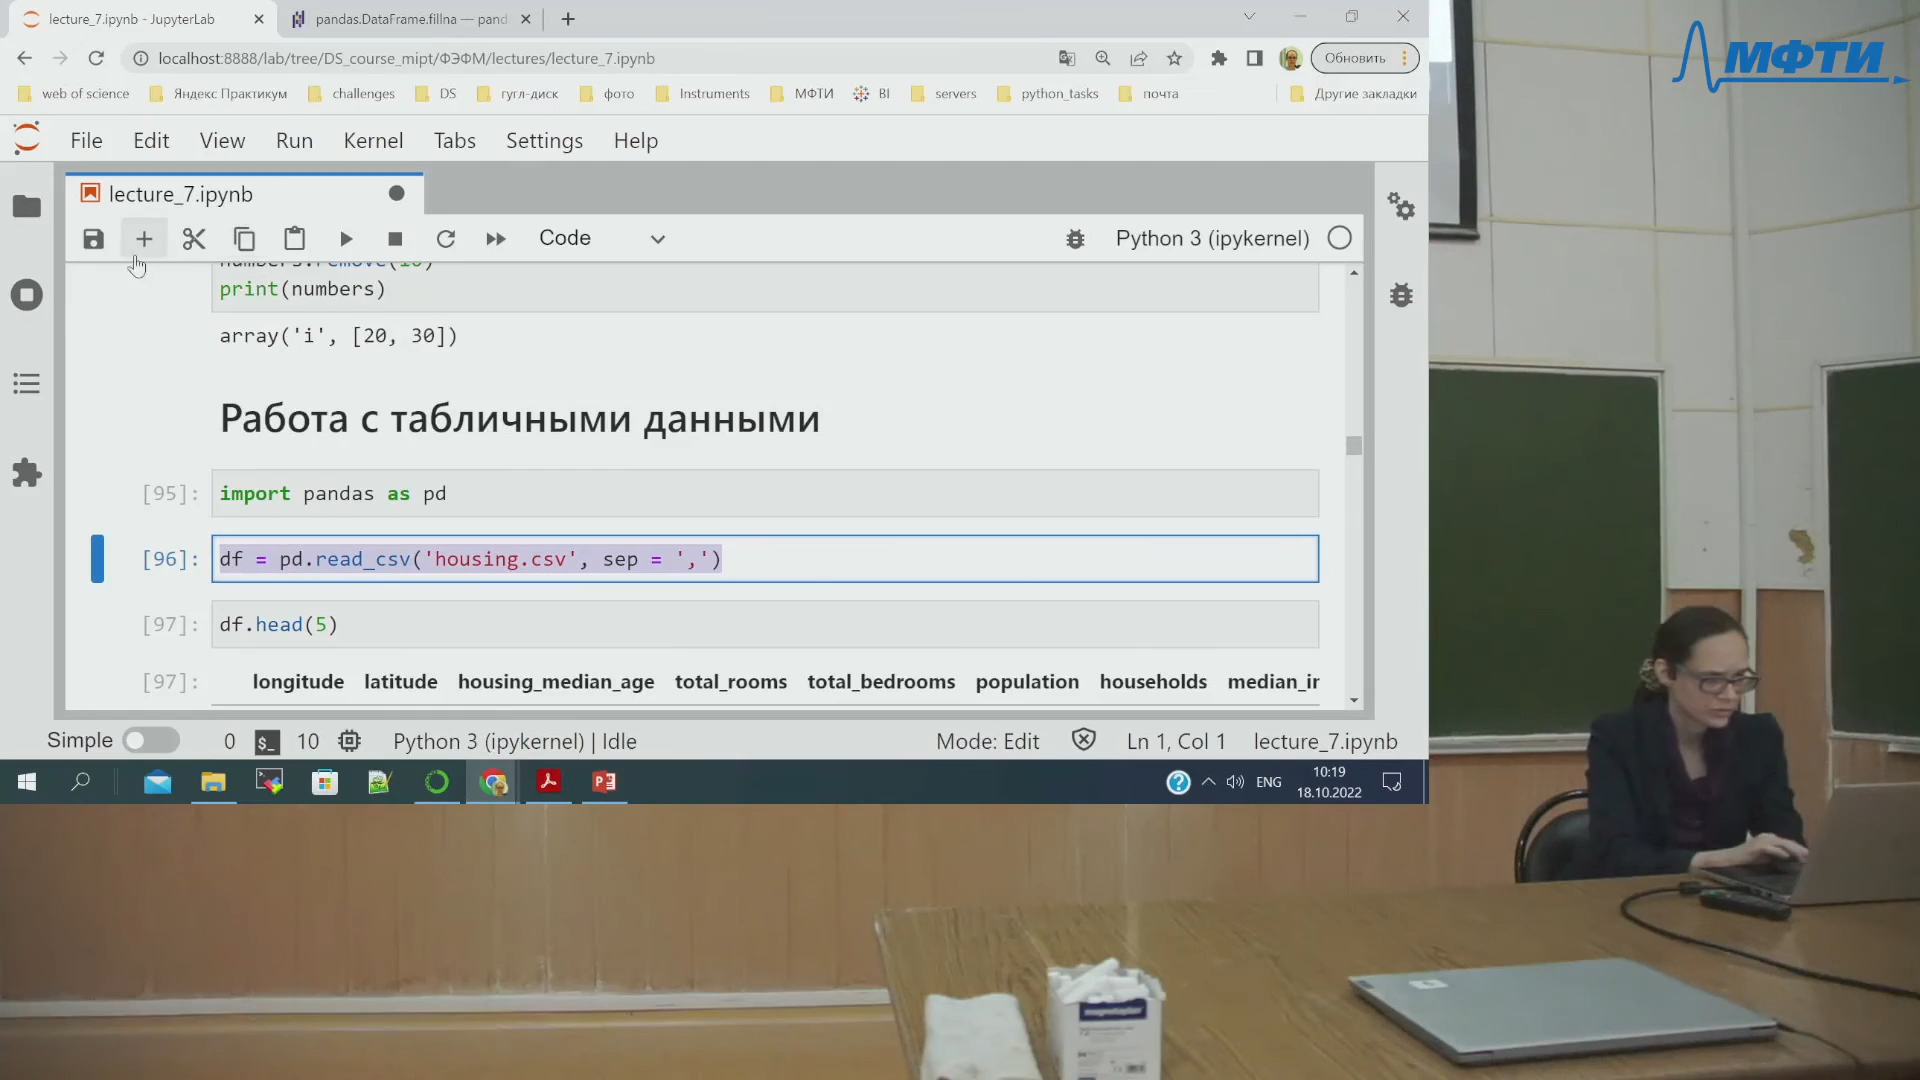 lecture_7.ipynb - JupyterLab
pandas.DataFrame.fillna — pand
localhost:8888/lab/tree/DS_course_mipt/ФЭФМ/lectures/lecture_7.ipynb
Обновить
web of science
Яндекс Практикум
challenges
DS
гугл-диск
фото
Instruments
МФТИ
BI
servers
python_tasks
почта
Другие закладки
File Edit View Run Kernel Tabs Settings Help
lecture_7.ipynb
Code
Python 3 (ipykernel)
numbers.remove(10)
print(numbers)
array('i', [20, 30])
Работа с табличными данными
[95]: import pandas as pd
[96]: df = pd.read_csv('housing.csv', sep = ',')
[97]: df.head(5)
[97]: longitude latitude housing_median_age total_rooms total_bedrooms population households median_in
Simple 0 $_ 10 Python 3 (ipykernel) | Idle Mode: Edit Ln 1, Col 1 lecture_7.ipynb
ENG
10:19
18.10.2022
МФТИ